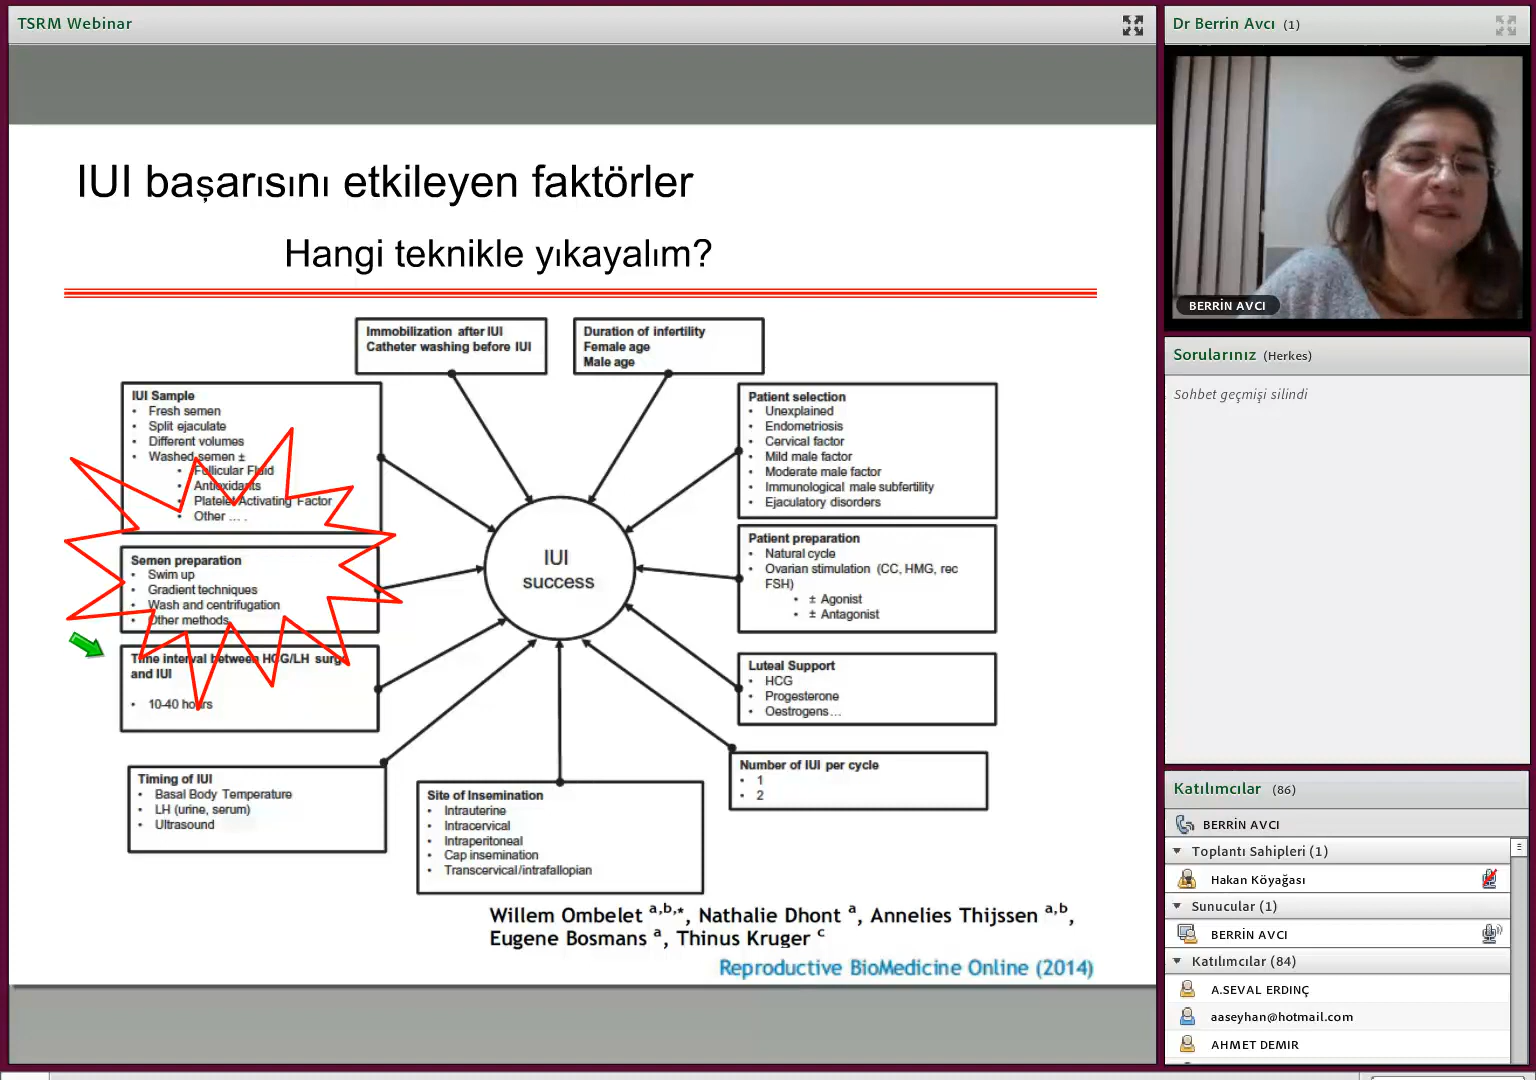 TSRM Webinar
IUI başarısını etkileyen faktörler
Hangi teknikle yıkayalım?
Immobilization after IUI
Catheter washing before IUI
Duration of infertility
Female age
Male age
IUI Sample
• Fresh semen
• Split ejaculate
• Different volumes
• Washed semen ±
• Follicular Fluid
• Antioxidants
• Platelet Activating Factor
• Other ... .
Semen preparation
• Swim up
• Gradient techniques
• Wash and centrifugation
• Other methods
Time interval between HCG/LH surge
and IUI
• 10-40 hours
Timing of IUI
• Basal Body Temperature
• LH (urine, serum)
• Ultrasound
IUI
success
Patient selection
• Unexplained
• Endometriosis
• Cervical factor
• Mild male factor
• Moderate male factor
• Immunological male subfertility
• Ejaculatory disorders
Patient preparation
• Natural cycle
• Ovarian stimulation (CC, HMG, rec
FSH)
• ± Agonist
• ± Antagonist
Luteal Support
• HCG
• Progesterone
• Oestrogens...
Number of IUI per cycle
• 1
• 2
Site of Insemination
• Intrauterine
• Intracervical
• Intraperitoneal
• Cap insemination
• Transcervical/intrafallopian
Willem Ombelet a,b,*, Nathalie Dhont a, Annelies Thijssen a,b,
Eugene Bosmans a, Thinus Kruger c
Reproductive BioMedicine Online (2014)
Dr Berrin Avcı (1)
BERRİN AVCI
Sorularınız (Herkes)
Sohbet geçmişi silindi
Katılımcılar (86)
BERRİN AVCI
Toplantı Sahipleri (1)
Hakan Köyağası
Sunucular (1)
BERRİN AVCI
Katılımcılar (84)
A.SEVAL ERDINÇ
aaseyhan@hotmail.com
AHMET DEMIR